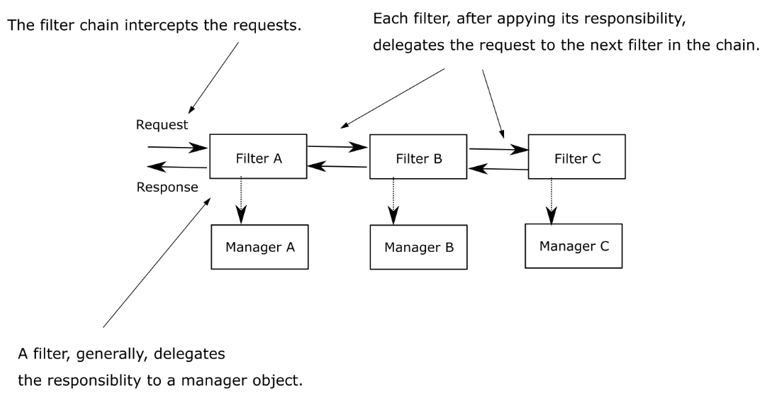 The filter chain intercepts the requests.
Each filter, after appying its responsibility,
delegates the request to the next filter in the chain.
Request
Filter A
Filter B
Filter C
Response
Manager A
Manager B
Manager C
A filter, generally, delegates
the responsiblity to a manager object.